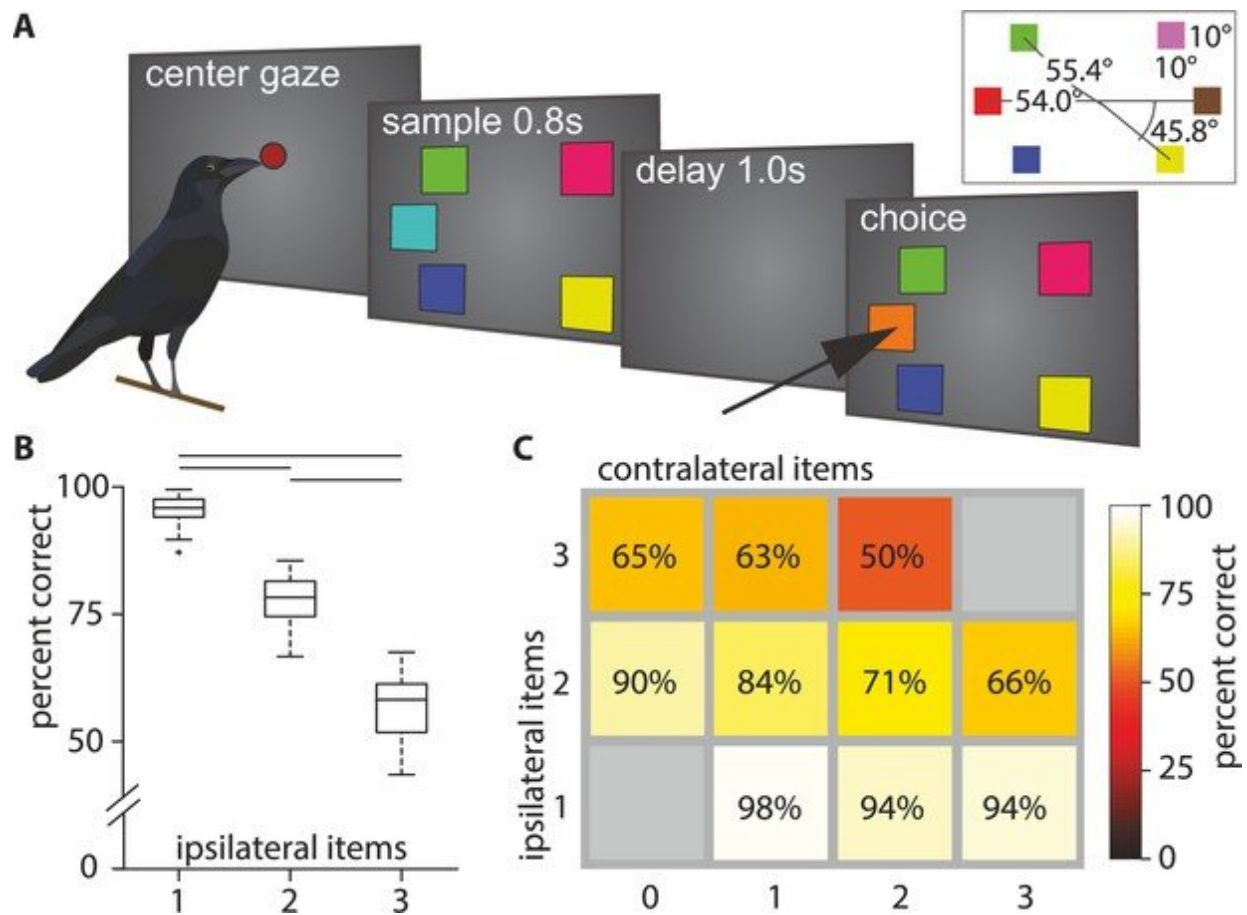 A
center gaze
sample 0.8s
delay 1.0s
choice
10°
55.4°
10°
54.0°
45.8°
B
percent correct
100
75
50
0
ipsilateral items
1 2 3
C
contralateral items
ipsilateral items
3
65% 63% 50%
2
90% 84% 71% 66%
1
98% 94% 94%
0 1 2 3
100
75
50
25
0
percent correct